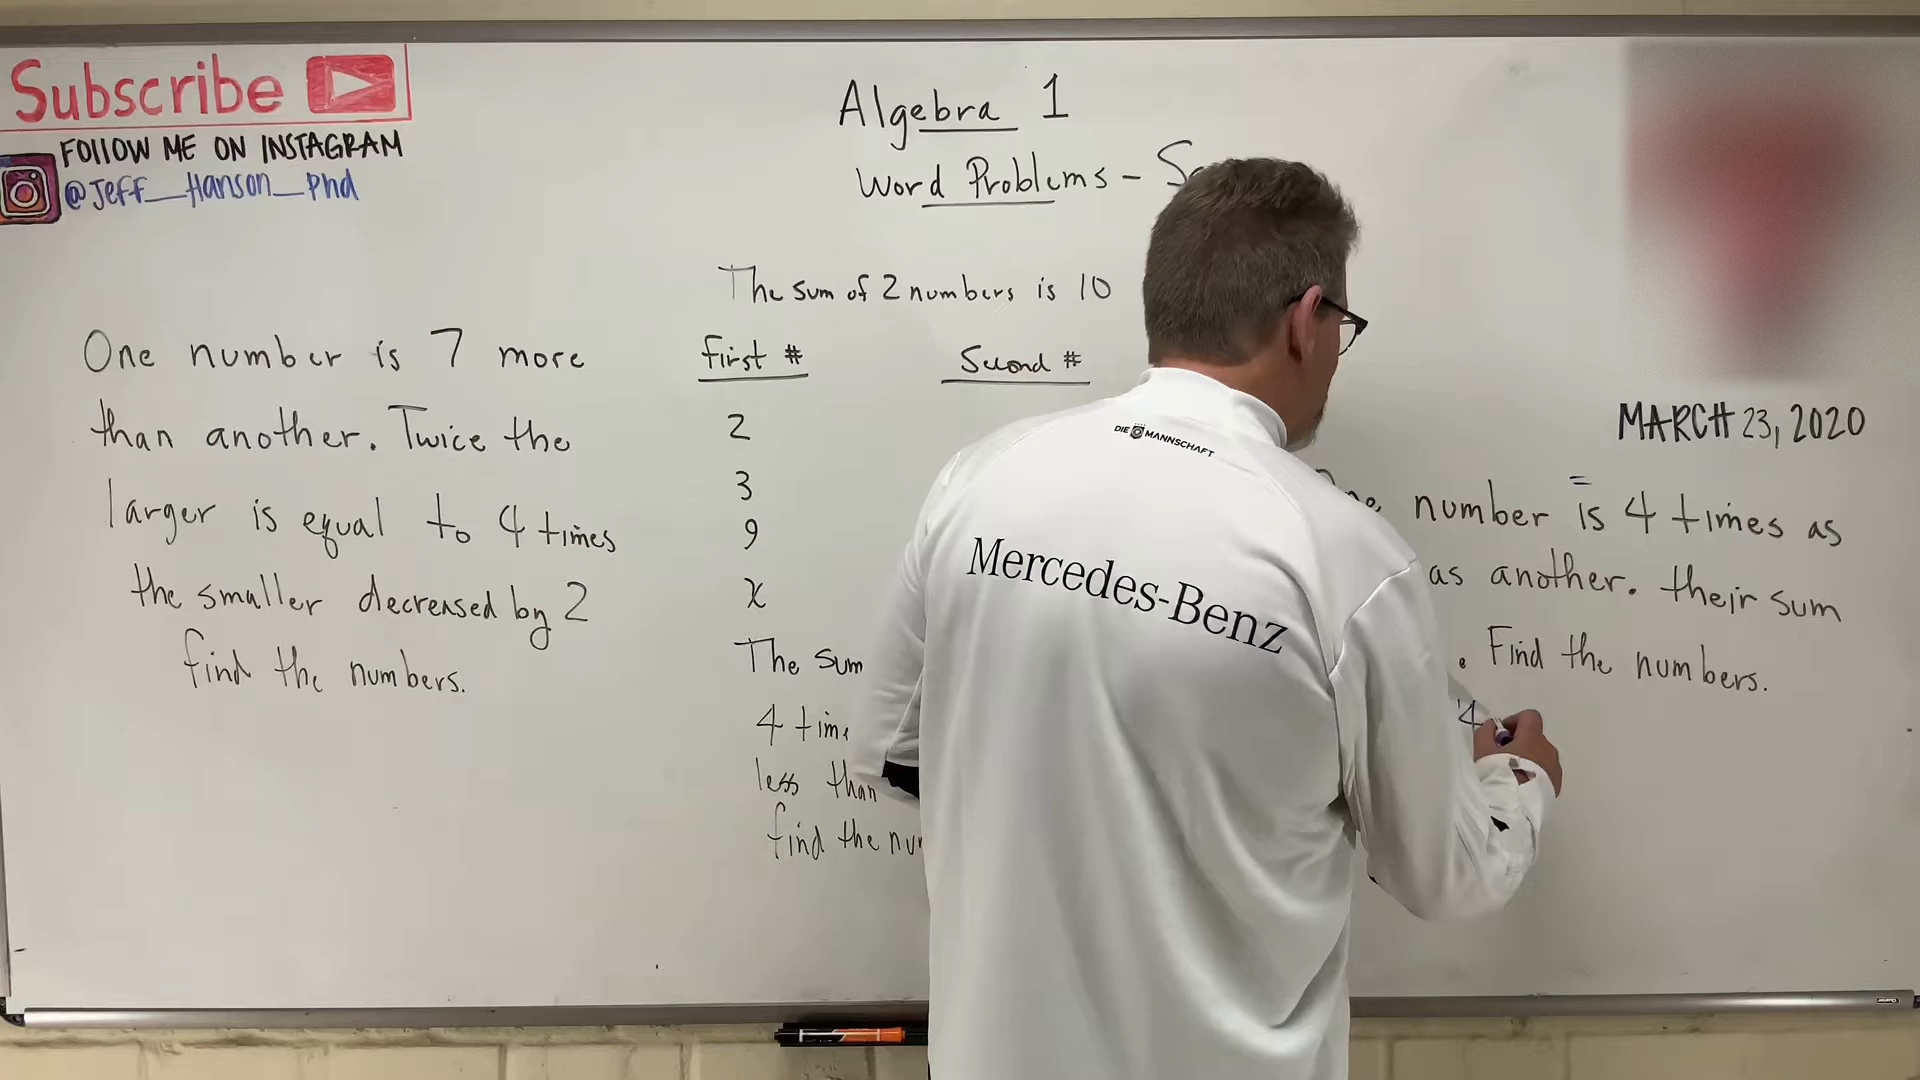 Subscribe
FOLLOW ME ON INSTAGRAM
@Jeff_Hanson_Phd
Algebra 1
Word Problems -
The sum of 2 numbers is 10
First # Second #
2
3
9
x
The sum
4 time
less than
find the
One number is 7 more
than another. Twice the
larger is equal to 4 times
the smaller decreased by 2
find the numbers.
DIE MANNSCHAFT
Mercedes-Benz
MARCH 23, 2020
=
number is 4 times as
as another. their sum
. Find the numbers.
4